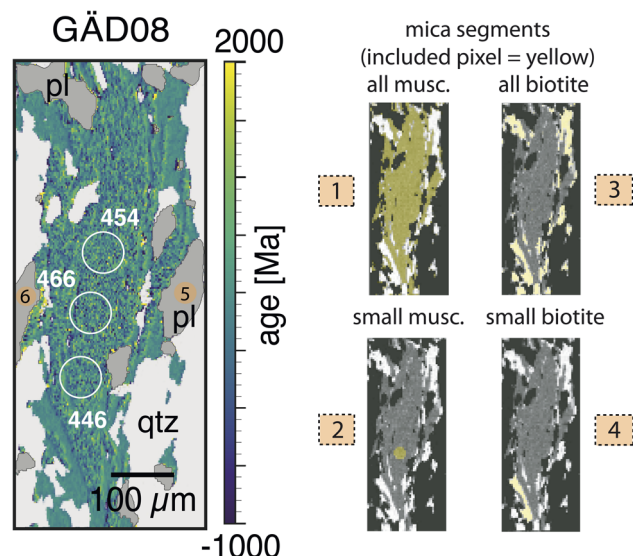 GÄD08
2000
pl
454
466
6
5
pl
446
qtz
100 µm
-1000
age [Ma]
mica segments
(included pixel = yellow)
all musc.
all biotite
1
3
small musc.
small biotite
2
4